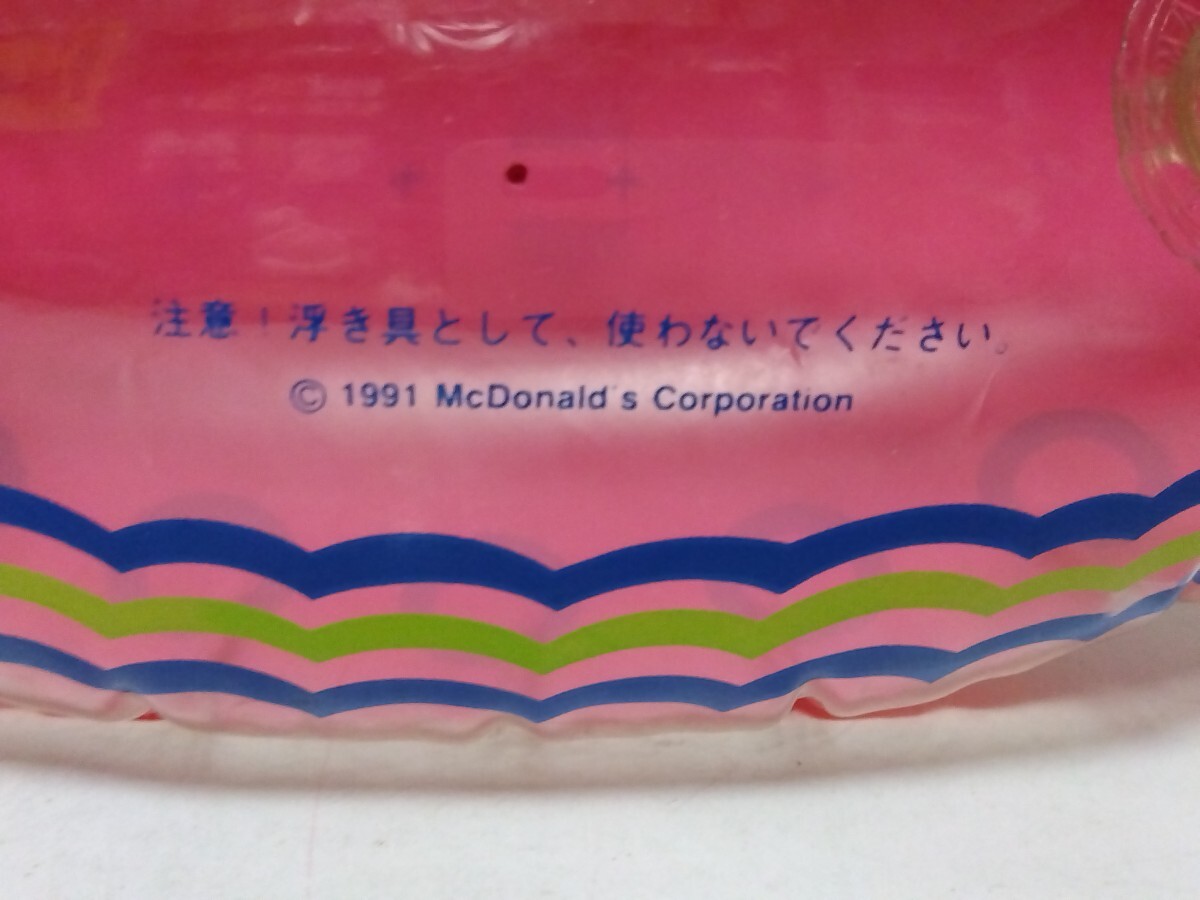 注意！浮き具として、使わないでください。
© 1991 McDonald's Corporation